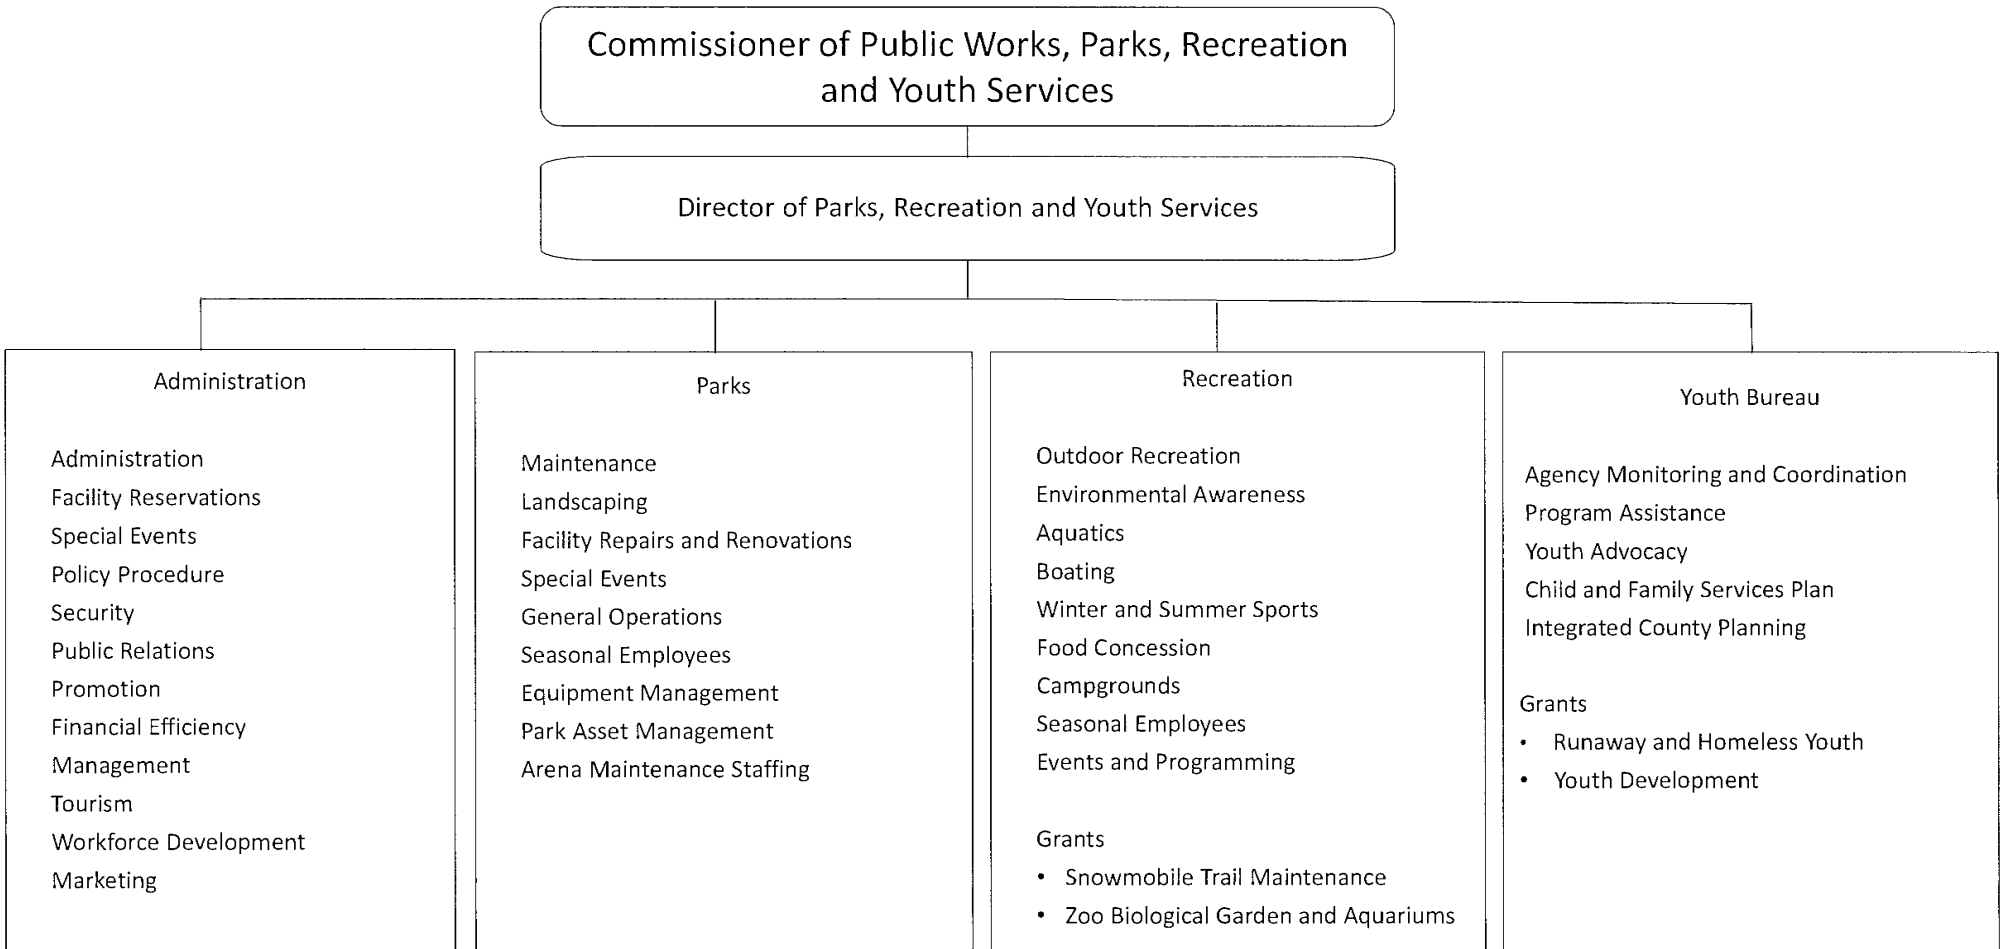 Commissioner of Public Works, Parks, Recreation
and Youth Services
Director of Parks, Recreation and Youth Services
Administration
Administration
Facility Reservations
Special Events
Policy Procedure
Security
Public Relations
Promotion
Financial Efficiency
Management
Tourism
Workforce Development
Marketing
Parks
Maintenance
Landscaping
Facility Repairs and Renovations
Special Events
General Operations
Seasonal Employees
Equipment Management
Park Asset Management
Arena Maintenance Staffing
Recreation
Outdoor Recreation
Environmental Awareness
Aquatics
Boating
Winter and Summer Sports
Food Concession
Campgrounds
Seasonal Employees
Events and Programming
Grants
• Snowmobile Trail Maintenance
• Zoo Biological Garden and Aquariums
Youth Bureau
Agency Monitoring and Coordination
Program Assistance
Youth Advocacy
Child and Family Services Plan
Integrated County Planning
Grants
• Runaway and Homeless Youth
• Youth Development